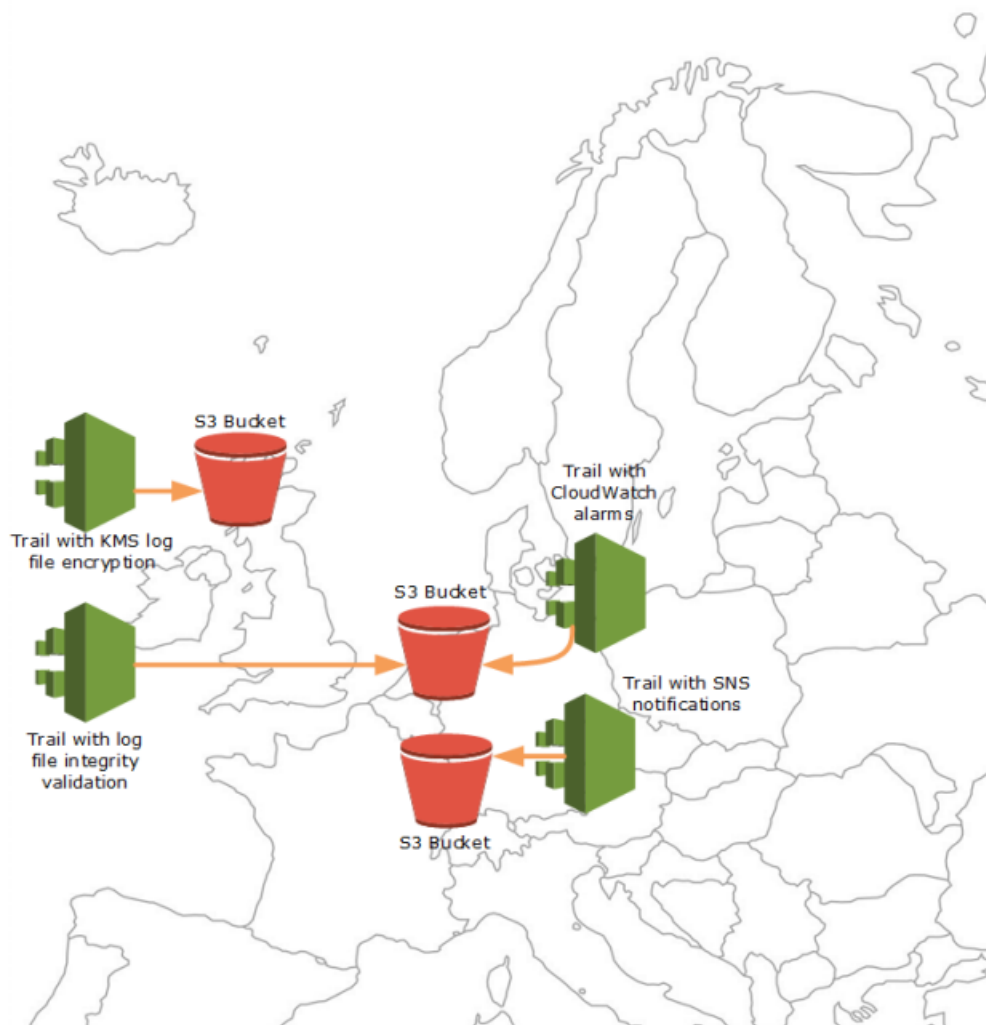 S3 Bucket
Trail with KMS log
file encryption
Trail with
CloudWatch
alarms
S3 Bucket
Trail with log
file integrity
validation
Trail with SNS
notifications
S3 Bucket